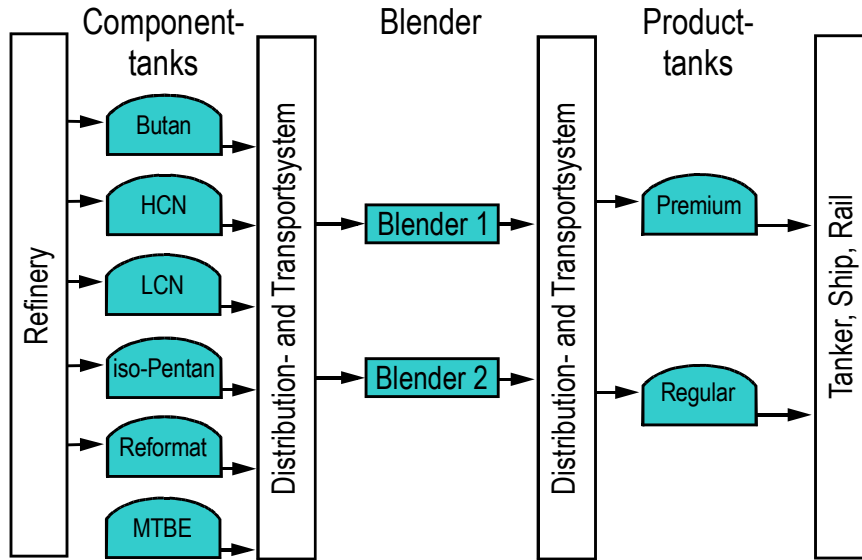 Component-
tanks
Blender
Product-
tanks
Refinery
Butan
HCN
LCN
iso-Pentan
Reformat
MTBE
Distribution- and Transportsystem
Blender 1
Blender 2
Distribution- and Transportsystem
Premium
Regular
Tanker, Ship, Rail